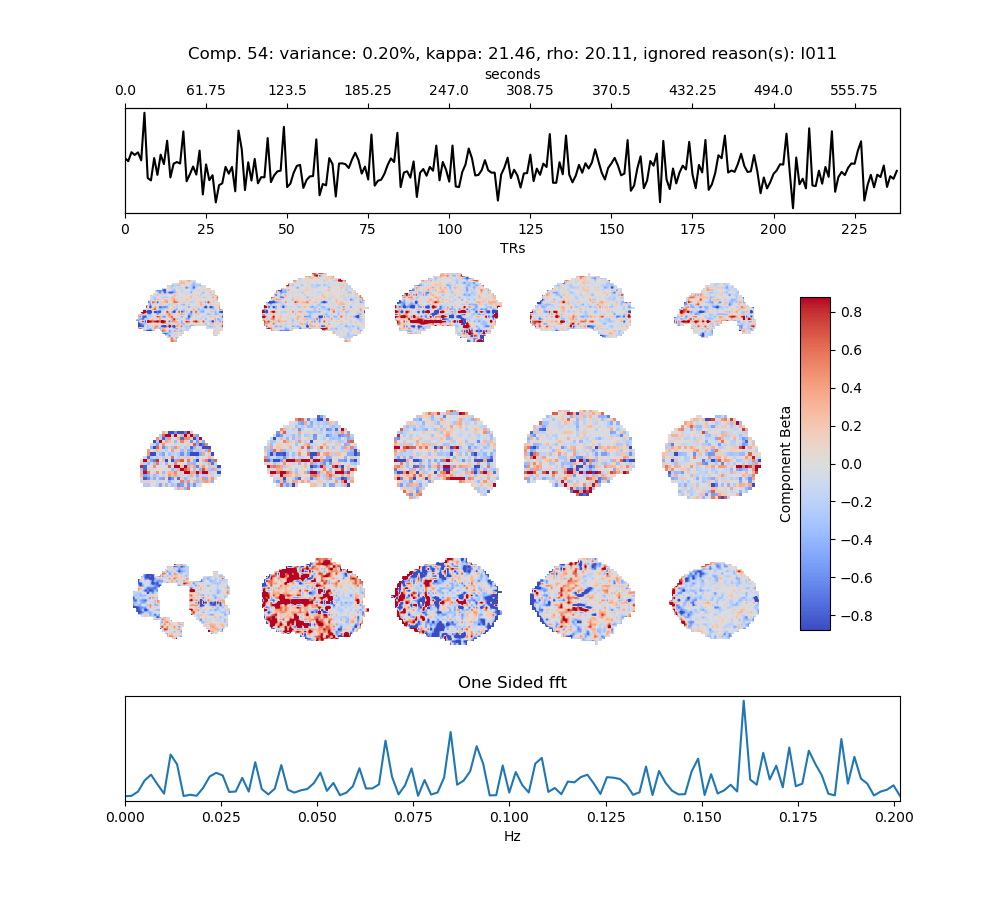 Comp. 54: variance: 0.20%, kappa: 21.46, rho: 20.11, ignored reason(s): I011
seconds
0.0 61.75 123.5 185.25 247.0 308.75 370.5 432.25 494.0 555.75
0 25 50 75 100 125 150 175 200 225
TRs
0.8
0.6
0.4
0.2
0.0
−0.2
−0.4
−0.6
−0.8
Component Beta
One Sided fft
0.000 0.025 0.050 0.075 0.100 0.125 0.150 0.175 0.200
Hz